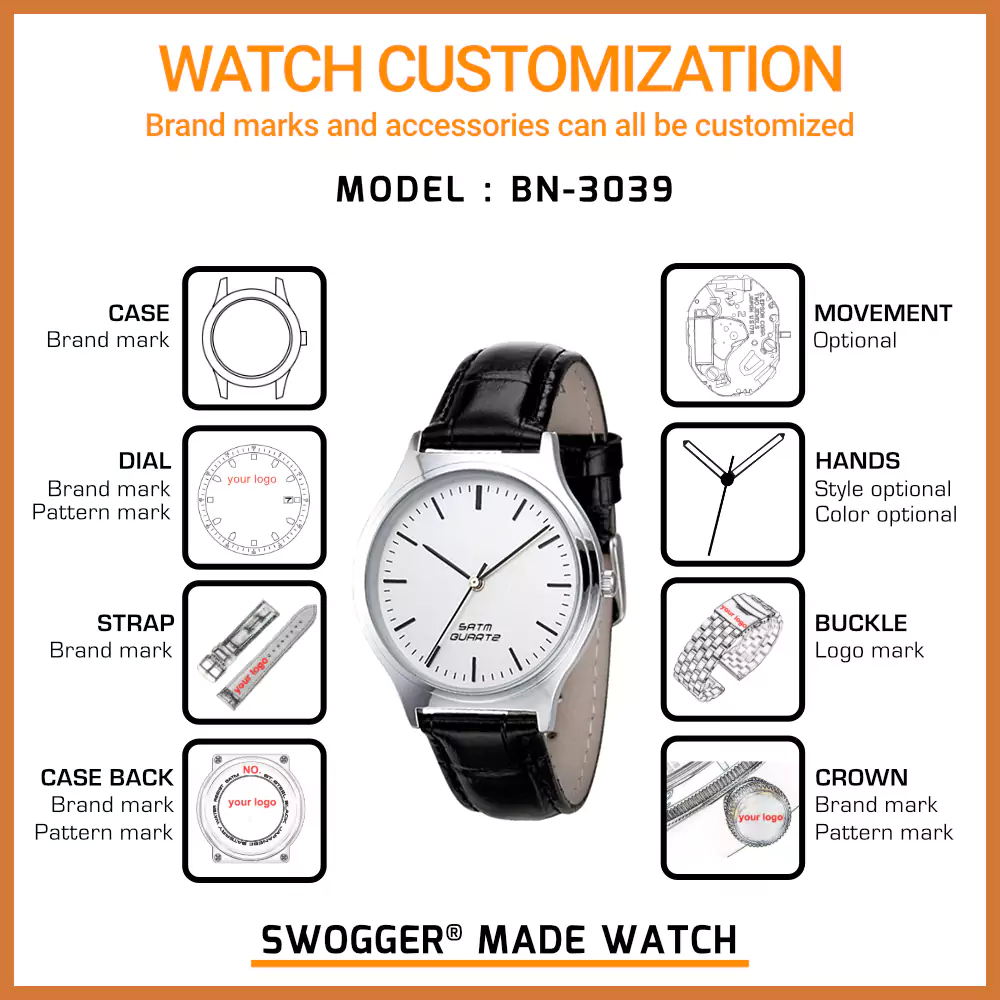 WATCH CUSTOMIZATION
Brand marks and accessories can all be customized
MODEL : BN-3039
CASE
Brand mark
DIAL
Brand mark
Pattern mark
your logo
7
STRAP
Brand mark
your logo
CASE BACK
Brand mark
Pattern mark
NO.
your logo
5ATM
QUARTZ
MOVEMENT
Optional
HANDS
Style optional
Color optional
BUCKLE
Logo mark
your logo
CROWN
Brand mark
Pattern mark
your logo
SWOGGER® MADE WATCH